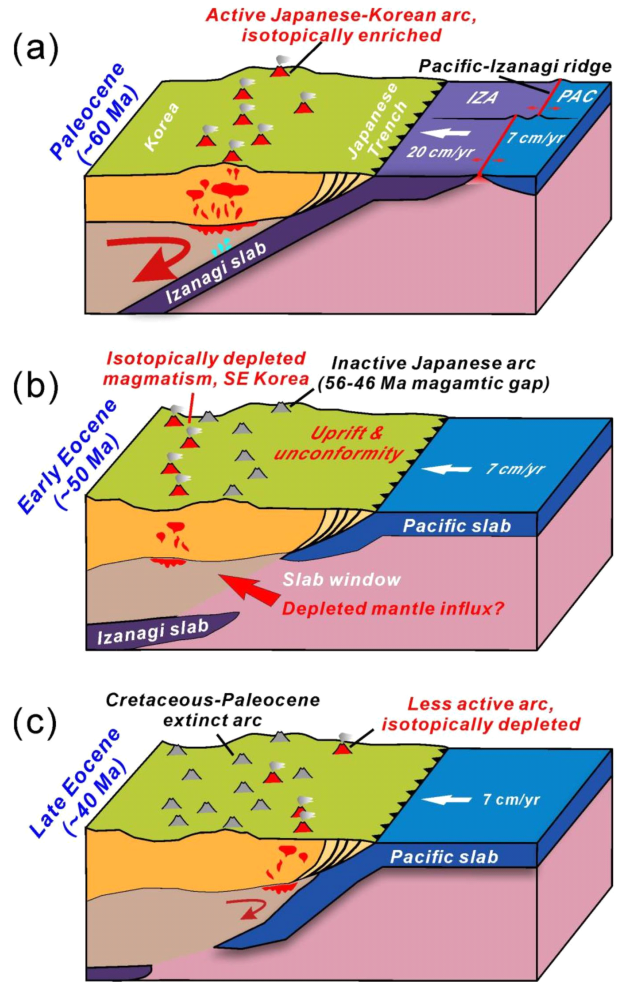 (a)
Active Japanese-Korean arc,
isotopically enriched
Pacific-Izanagi ridge
Paleocene
(~60 Ma)
Korea
Japanese
Trench
IZA
PAC
20 cm/yr
7 cm/yr
Izanagi slab
(b)
Isotopically depleted
magmatism, SE Korea
Inactive Japanese arc
(56-46 Ma magamtic gap)
Early Eocene
(~50 Ma)
Uprift &
unconformity
7 cm/yr
Pacific slab
Slab window
Depleted mantle influx?
Izanagi slab
(c)
Cretaceous-Paleocene
extinct arc
Less active arc,
isotopically depleted
Late Eocene
(~40 Ma)
7 cm/yr
Pacific slab